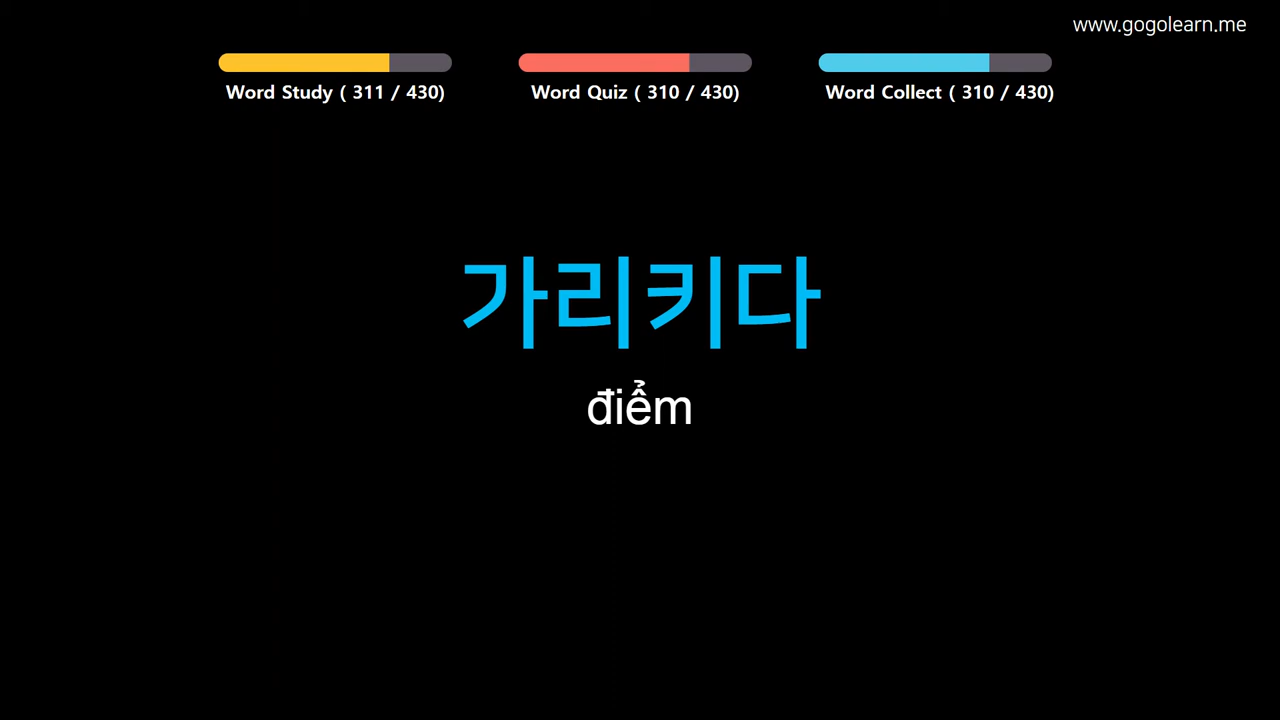 www.gogolearn.me
Word Study ( 311 / 430)
Word Quiz ( 310 / 430)
Word Collect ( 310 / 430)
가리키다
điểm